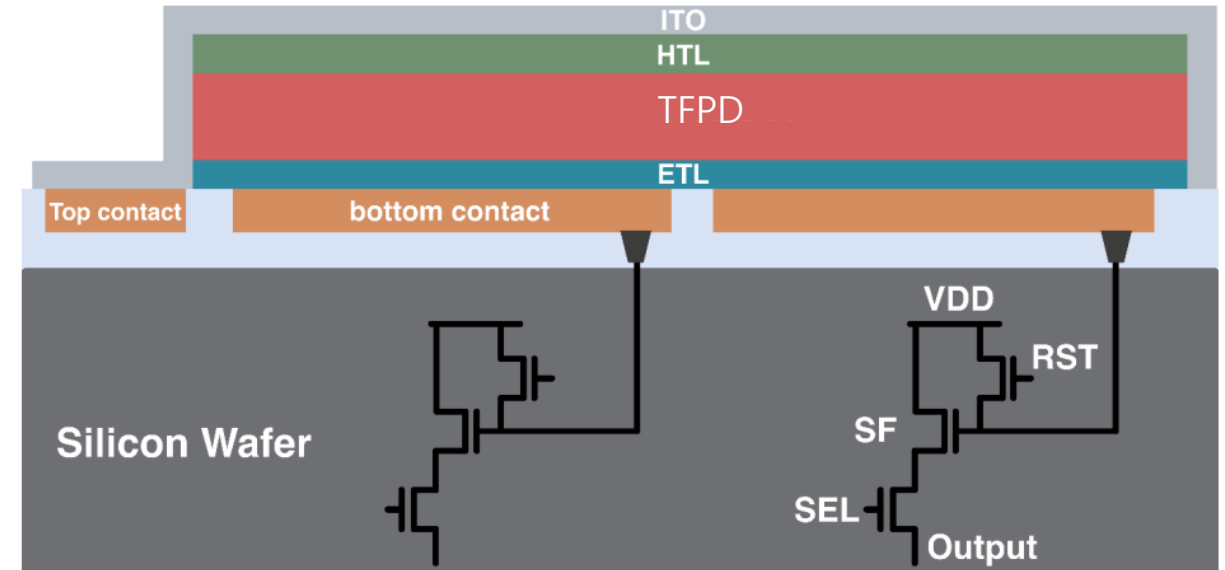 ITO
HTL
TFPD
ETL
Top contact
bottom contact
VDD
RST
SF
Silicon Wafer
SEL
Output